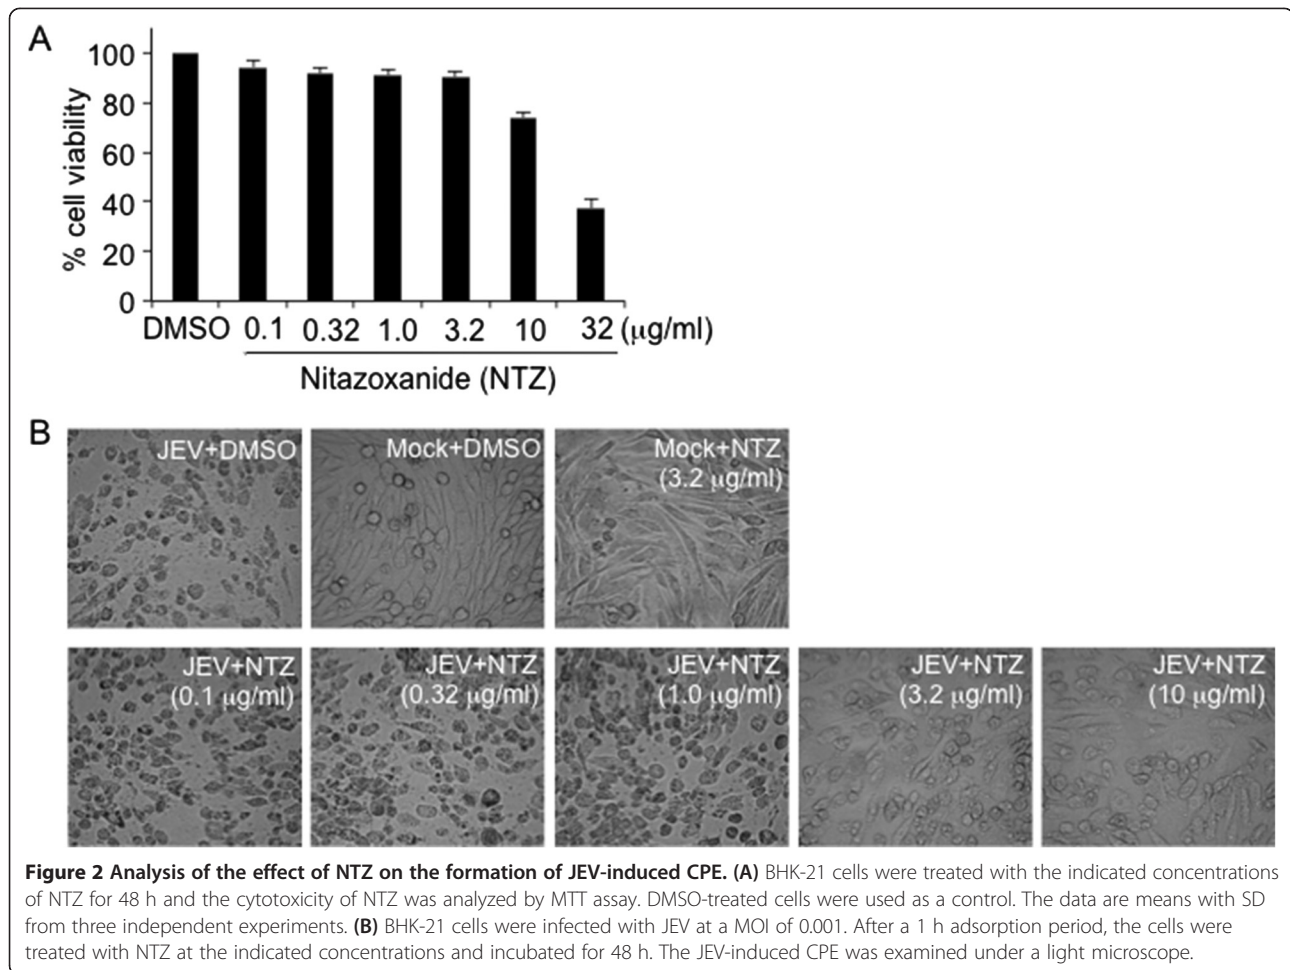 A
100
80
60
40
20
0
% cell viability
DMSO 0.1 0.32 1.0 3.2 10 32 (μg/ml)
Nitazoxanide (NTZ)
B
JEV+DMSO
Mock+DMSO
Mock+NTZ
(3.2 μg/ml)
JEV+NTZ
(0.1 μg/ml)
JEV+NTZ
(0.32 μg/ml)
JEV+NTZ
(1.0 μg/ml)
JEV+NTZ
(3.2 μg/ml)
JEV+NTZ
(10 μg/ml)
Figure 2 Analysis of the effect of NTZ on the formation of JEV-induced CPE. (A) BHK-21 cells were treated with the indicated concentrations
of NTZ for 48 h and the cytotoxicity of NTZ was analyzed by MTT assay. DMSO-treated cells were used as a control. The data are means with SD
from three independent experiments. (B) BHK-21 cells were infected with JEV at a MOI of 0.001. After a 1 h adsorption period, the cells were
treated with NTZ at the indicated concentrations and incubated for 48 h. The JEV-induced CPE was examined under a light microscope.